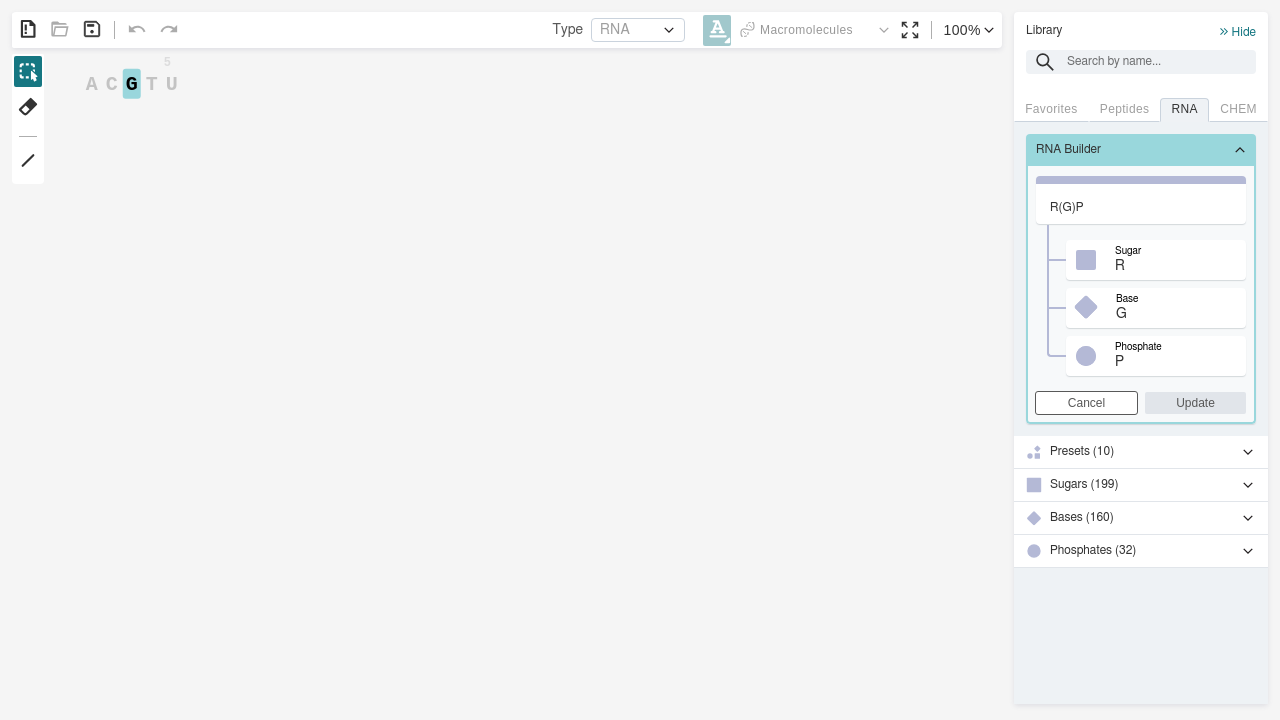 Type RNA A Macromolecules 100%
5
A C G T U
Library
Hide
Search by name...
Favorites Peptides RNA CHEM
RNA Builder
R(G)P
Sugar
R
Base
G
Phosphate
P
Cancel Update
Presets (10)
Sugars (199)
Bases (160)
Phosphates (32)